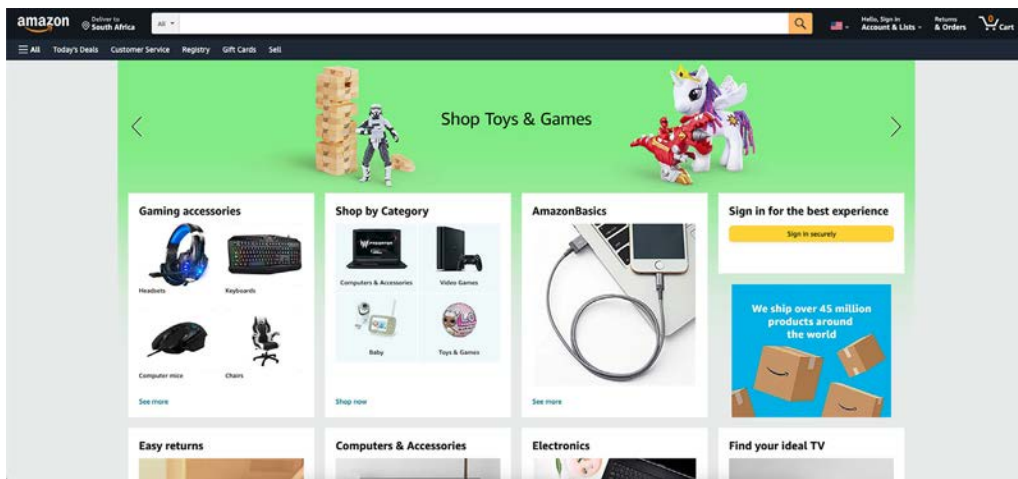 amazon
Deliver to
South Africa
All
Hello, Sign in
Account & Lists
Returns
& Orders
0
Cart
All
Today's Deals
Customer Service
Registry
Gift Cards
Sell
Shop Toys & Games
Gaming accessories
Headsets
Keyboards
Computer mice
Chairs
See more
Shop by Category
PREDATOR
Computers & Accessories
Video Games
Baby
Toys & Games
Shop now
AmazonBasics
See more
Sign in for the best experience
Sign in securely
We ship over 45 million
products around
the world
Easy returns
Computers & Accessories
Electronics
Find your ideal TV